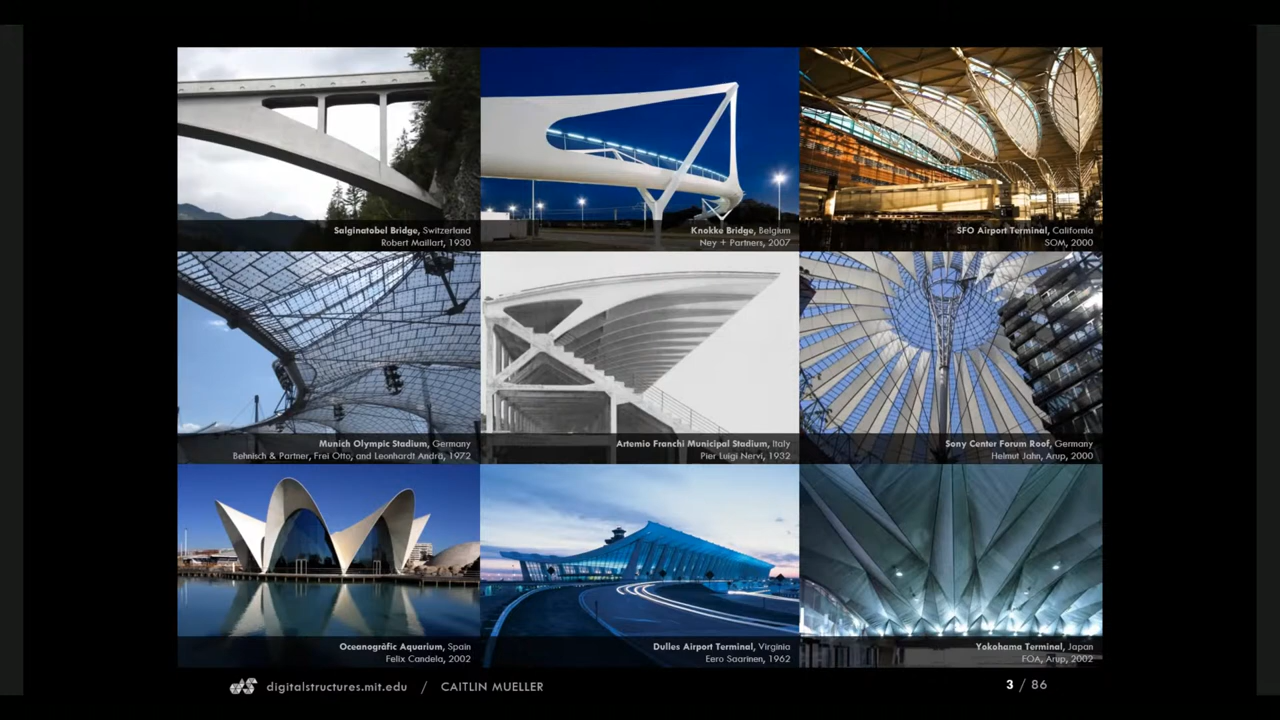 Salginatobel Bridge, Switzerland
Robert Maillart, 1930
Knokke Bridge, Belgium
Ney + Partners, 2007
SFO Airport Terminal, California
SOM, 2000
Munich Olympic Stadium, Germany
Behnisch & Partner, Frei Otto, and Leonhardt Andrä, 1972
Artemio Franchi Municipal Stadium, Italy
Pier Luigi Nervi, 1932
Sony Center Forum Roof, Germany
Helmut Jahn, Arup, 2000
Oceanogràfic Aquarium, Spain
Felix Candela, 2002
Dulles Airport Terminal, Virginia
Eero Saarinen, 1962
Yokohama Terminal, Japan
FOA, Arup, 2002
digitalstructures.mit.edu / CAITLIN MUELLER
3 / 86